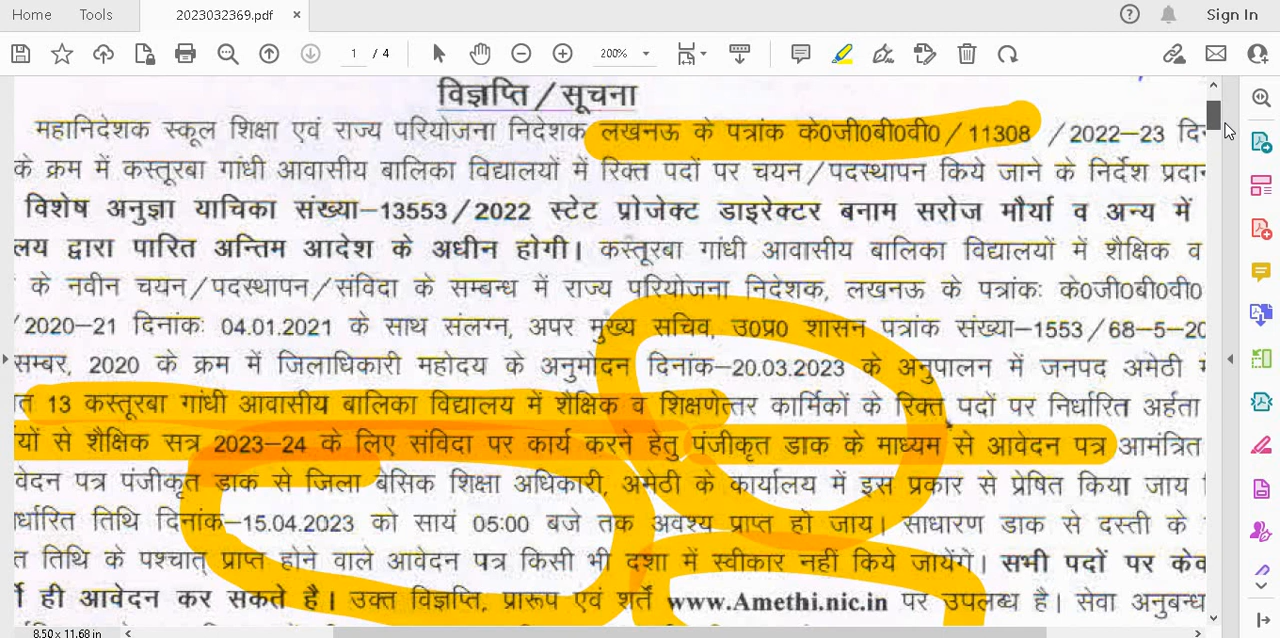 Home Tools 2023032369.pdf × Sign In
1 / 4 200%
विज्ञप्ति / सूचना
महानिदेशक स्कूल शिक्षा एवं राज्य परियोजना निदेशक लखनऊ के पत्रांक के0जी0बी0वी0 / 11308 / 2022–23
के क्रम में कस्तूरबा गांधी आवासीय बालिका विद्यालयों में रिक्त पदों पर चयन / पदस्थापन किये जाने के निर्देश
विशेष अनुज्ञा याचिका संख्या–13553 / 2022 स्टेट प्रोजेक्ट डाइरेक्टर बनाम सरोज मौर्या व अन्य में
द्वारा पारित अन्तिम आदेश के अधीन होगी। कस्तूरबा गांधी आवासीय बालिका विद्यालयों में शैक्षिक व
के नवीन चयन / पदस्थापन / संविदा के सम्बन्ध में राज्य परियोजना निदेशक, लखनऊ के पत्रांकः के0जी0बी0वी0
/ 2020–21 दिनांकः 04.01.2021 के साथ संलग्न, अपर मुख्य सचिव, उ0प्र0 शासन पत्रांक संख्या–1553 / 68–5–20
2020 के क्रम में जिलाधिकारी महोदय के अनुमोदन दिनांक–20.03.2023 के अनुपालन में जनपद अमेठी
13 कस्तूरबा गांधी आवासीय बालिका विद्यालय में शैक्षिक व शिक्षणेत्तर कार्मिकों के रिक्त पदों पर निर्धारित अर्हता
से शैक्षिक सत्र 2023–24 के लिए संविदा पर कार्य करने हेतु पंजीकृत डाक के माध्यम से आवेदन पत्र आमंत्रित
पत्र पंजीकृत डाक से जिला बेसिक शिक्षा अधिकारी, अमेठी के कार्यालय में इस प्रकार से प्रेषित किया जाय
तिथि दिनांक–15.04.2023 को सायं 05:00 बजे तक अवश्य प्राप्त हो जाय। साधारण डाक से दस्ती के
तिथि के पश्चात् प्राप्त होने वाले आवेदन पत्र किसी भी दशा में स्वीकार नहीं किये जायेंगे। सभी पदों पर
ही आवेदन कर सकते है। उक्त विज्ञप्ति, प्रारूप एवं शर्तें www.Amethi.nic.in पर उपलब्ध है। सेवा अनुबन्ध
8.50 x 11.68 in